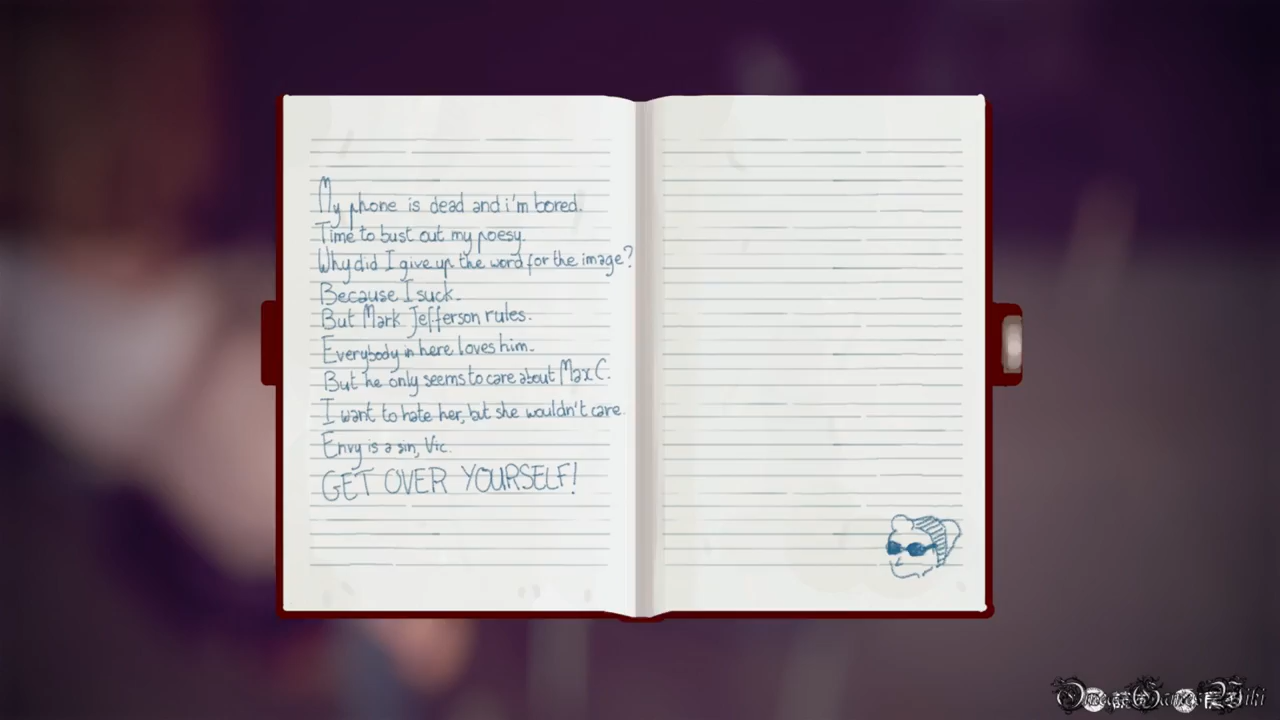 My phone is dead and i'm bored.
Time to bust out my poesy.
Why did I give up the word for the image?
Because I suck.
But Mark Jefferson rules.
Everybody in here loves him.
But he only seems to care about Max C.
I want to hate her, but she wouldn't care.
Envy is a sin, Vic.
GET OVER YOURSELF!